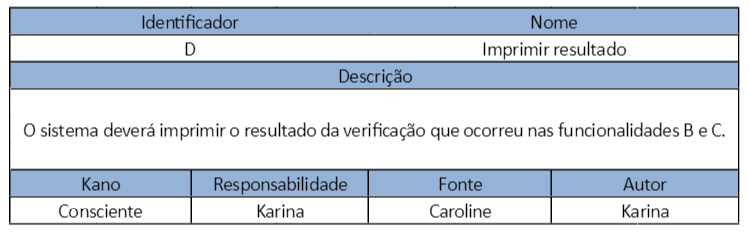 Identificador Nome
D Imprimir resultado
Descrição
O sistema deverá imprimir o resultado da verificação que ocorreu nas funcionalidades B e C.
Kano Responsabilidade Fonte Autor
Consciente Karina Caroline Karina